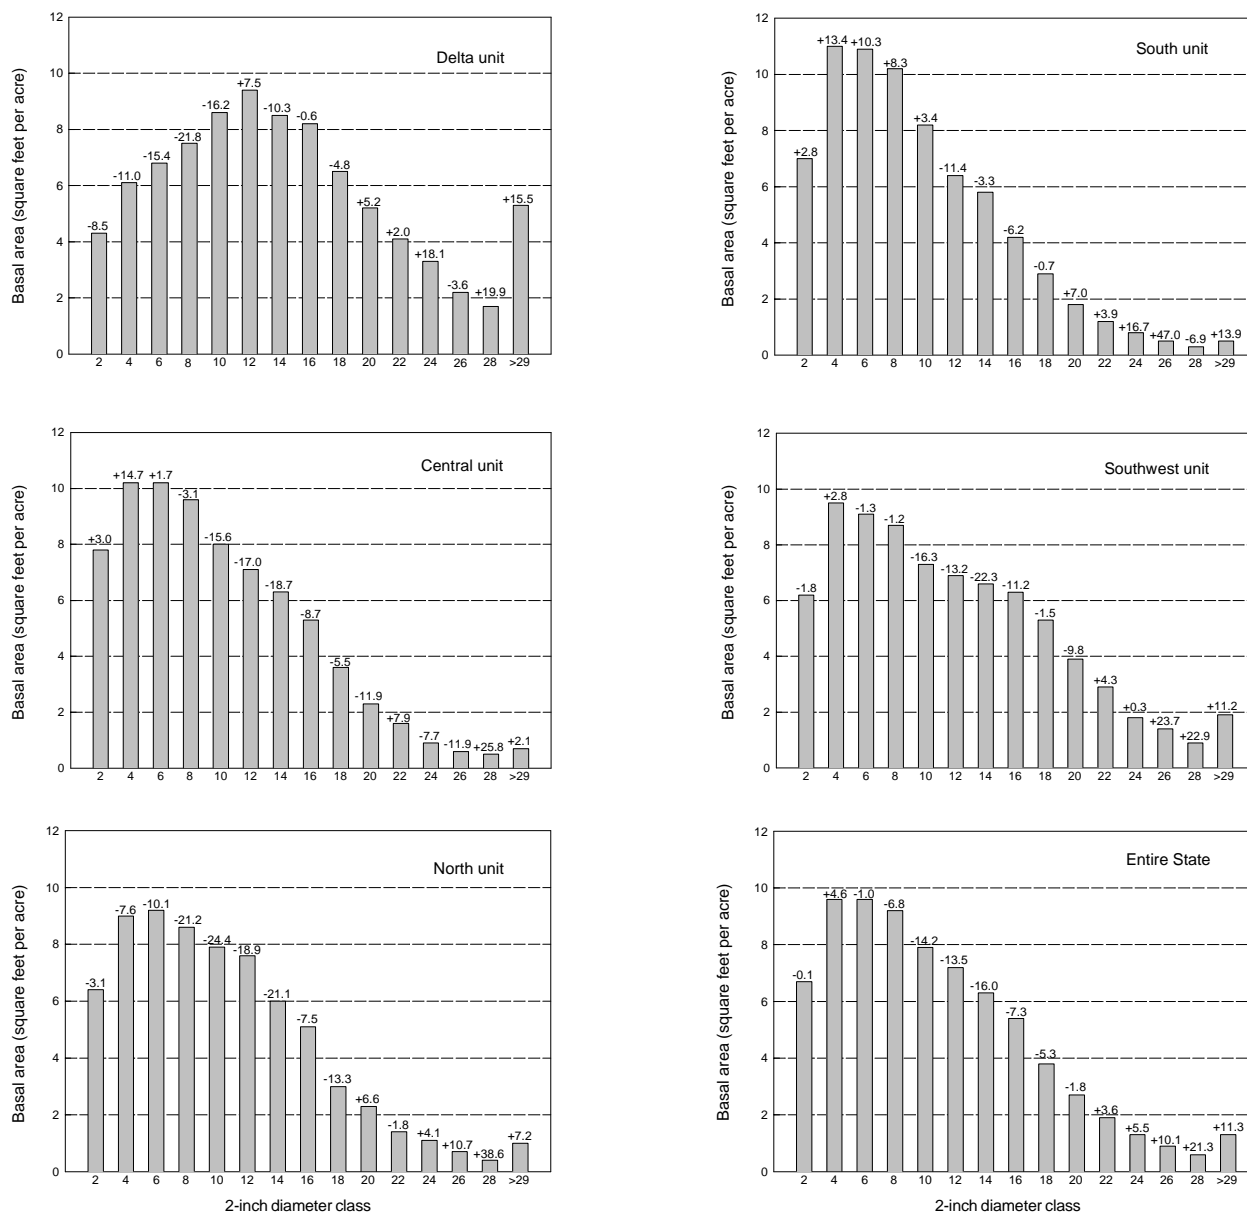 Delta unit
Basal area (square feet per acre)
12
10
8
6
4
2
0
-8.5 -11.0 -15.4 -21.8 -16.2 +7.5 -10.3 -0.6 -4.8 +5.2 +2.0 +18.1 -3.6 +19.9 +15.5
2 4 6 8 10 12 14 16 18 20 22 24 26 28 >29
South unit
Basal area (square feet per acre)
12
10
8
6
4
2
0
+2.8 +13.4 +10.3 +8.3 +3.4 -11.4 -3.3 -6.2 -0.7 +7.0 +3.9 +16.7 +47.0 -6.9 +13.9
2 4 6 8 10 12 14 16 18 20 22 24 26 28 >29
Central unit
Basal area (square feet per acre)
12
10
8
6
4
2
0
+3.0 +14.7 +1.7 -3.1 -15.6 -17.0 -18.7 -8.7 -5.5 -11.9 +7.9 -7.7 -11.9 +25.8 +2.1
2 4 6 8 10 12 14 16 18 20 22 24 26 28 >29
Southwest unit
Basal area (square feet per acre)
12
10
8
6
4
2
0
-1.8 +2.8 -1.3 -1.2 -16.3 -13.2 -22.3 -11.2 -1.5 -9.8 +4.3 +0.3 +23.7 +22.9 +11.2
2 4 6 8 10 12 14 16 18 20 22 24 26 28 >29
North unit
Basal area (square feet per acre)
12
10
8
6
4
2
0
-3.1 -7.6 -10.1 -21.2 -24.4 -18.9 -21.1 -7.5 -13.3 +6.6 -1.8 +4.1 +10.7 +38.6 +7.2
2 4 6 8 10 12 14 16 18 20 22 24 26 28 >29
2-inch diameter class
Entire State
Basal area (square feet per acre)
12
10
8
6
4
2
0
-0.1 +4.6 -1.0 -6.8 -14.2 -13.5 -16.0 -7.3 -5.3 -1.8 +3.6 +5.5 +10.1 +21.3 +11.3
2 4 6 8 10 12 14 16 18 20 22 24 26 28 >29
2-inch diameter class